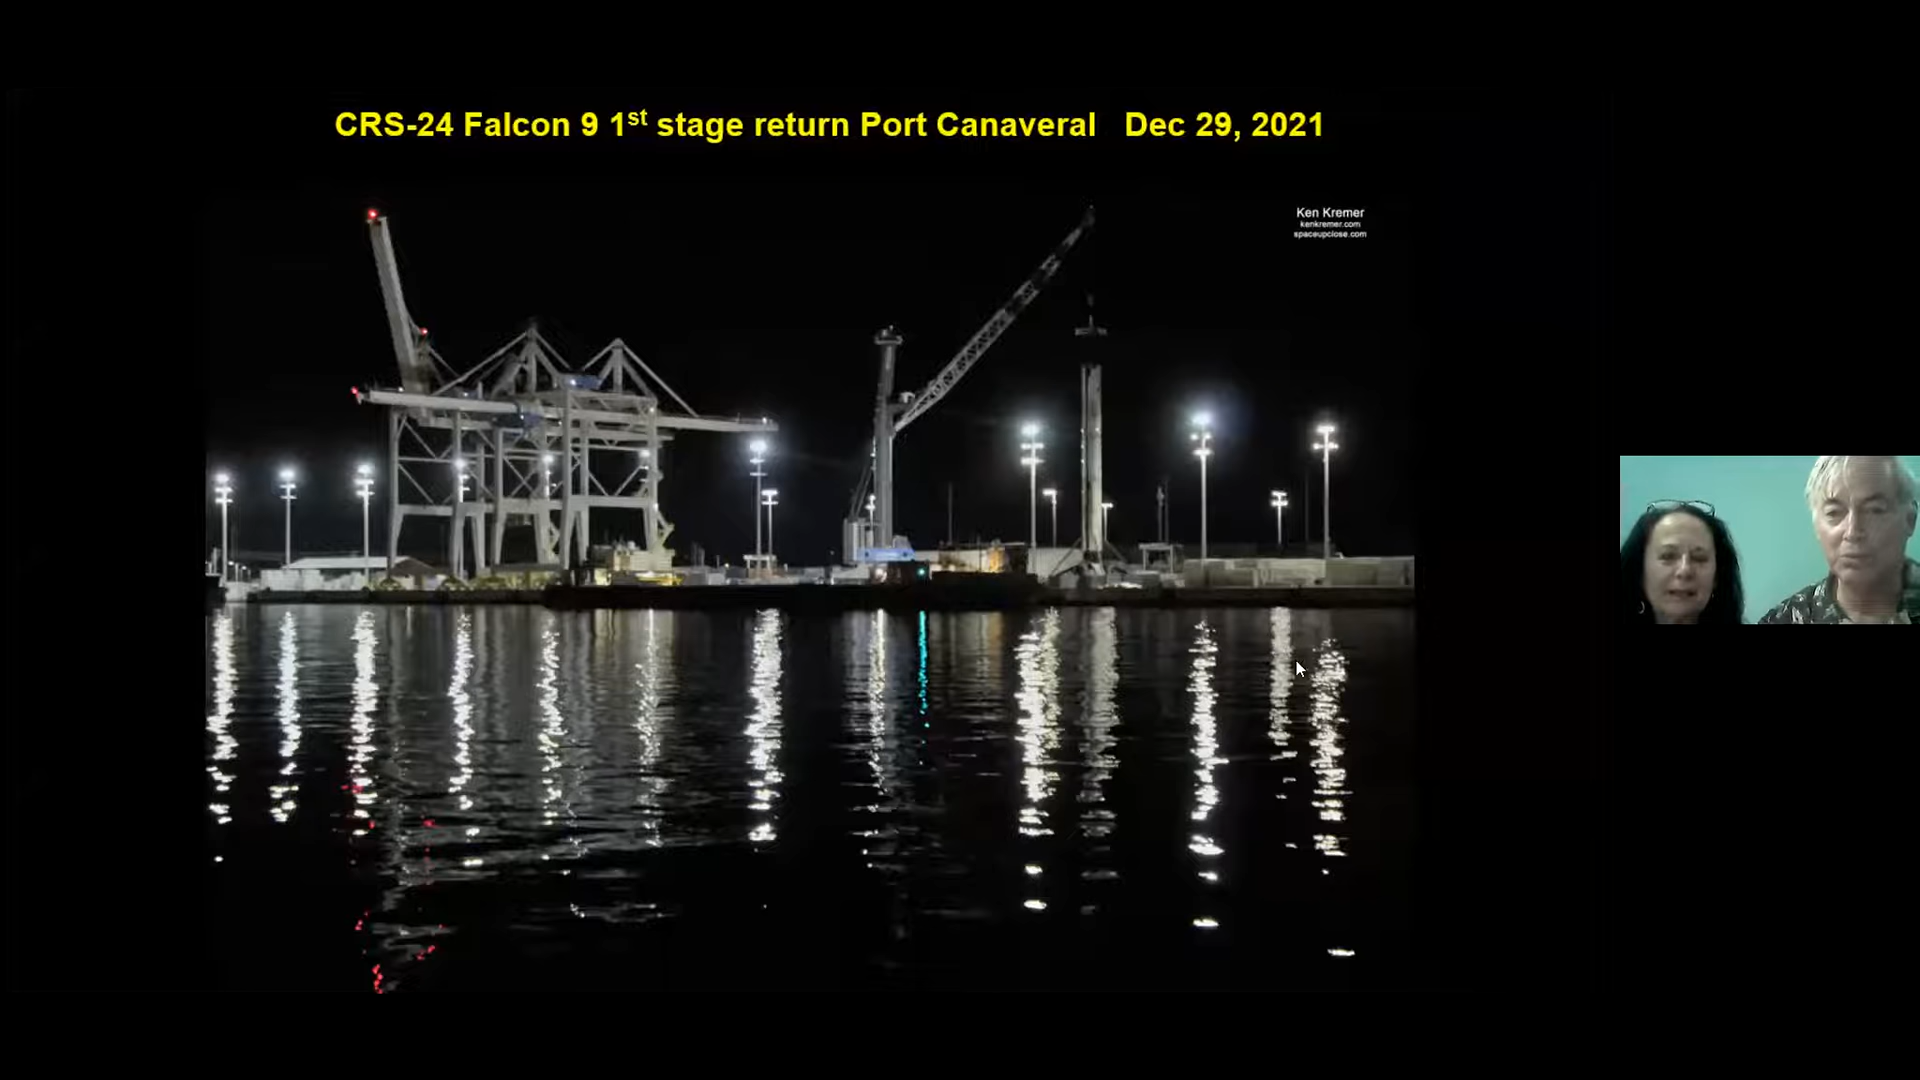 CRS-24 Falcon 9 1st stage return Port Canaveral Dec 29, 2021
Ken Kremer
kenkremer.com
spaceupclose.com